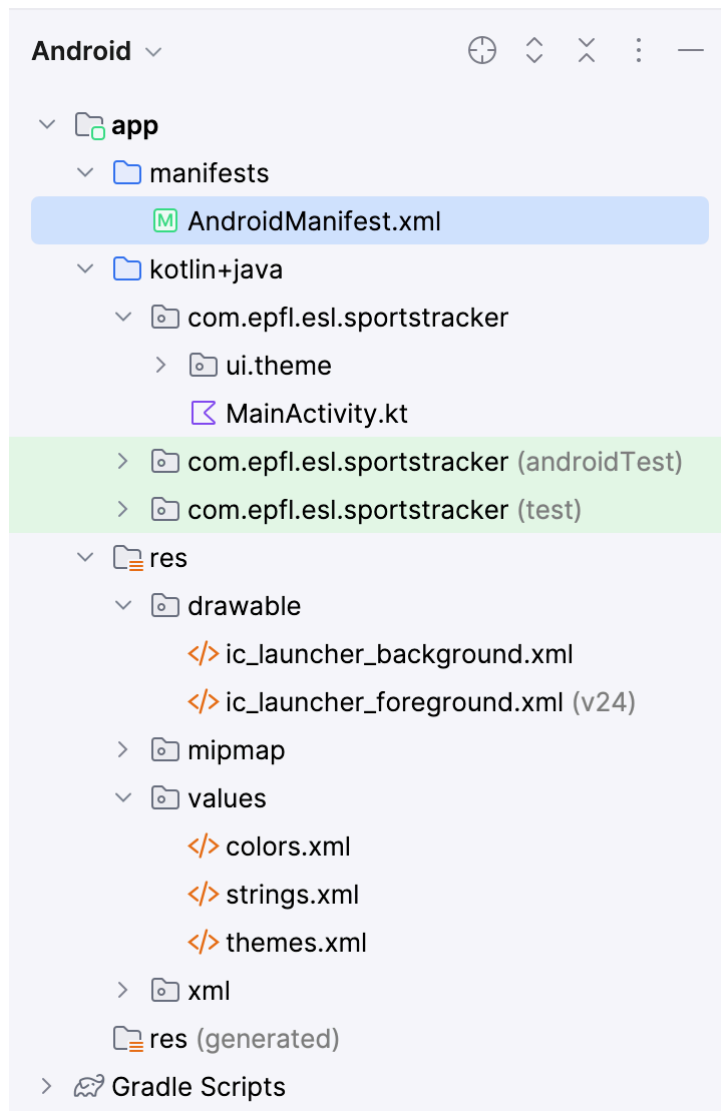 Android
app
manifests
M AndroidManifest.xml
kotlin+java
com.epfl.esl.sportstracker
ui.theme
MainActivity.kt
com.epfl.esl.sportstracker (androidTest)
com.epfl.esl.sportstracker (test)
res
drawable
</> ic_launcher_background.xml
</> ic_launcher_foreground.xml (v24)
mipmap
values
</> colors.xml
</> strings.xml
</> themes.xml
xml
res (generated)
Gradle Scripts